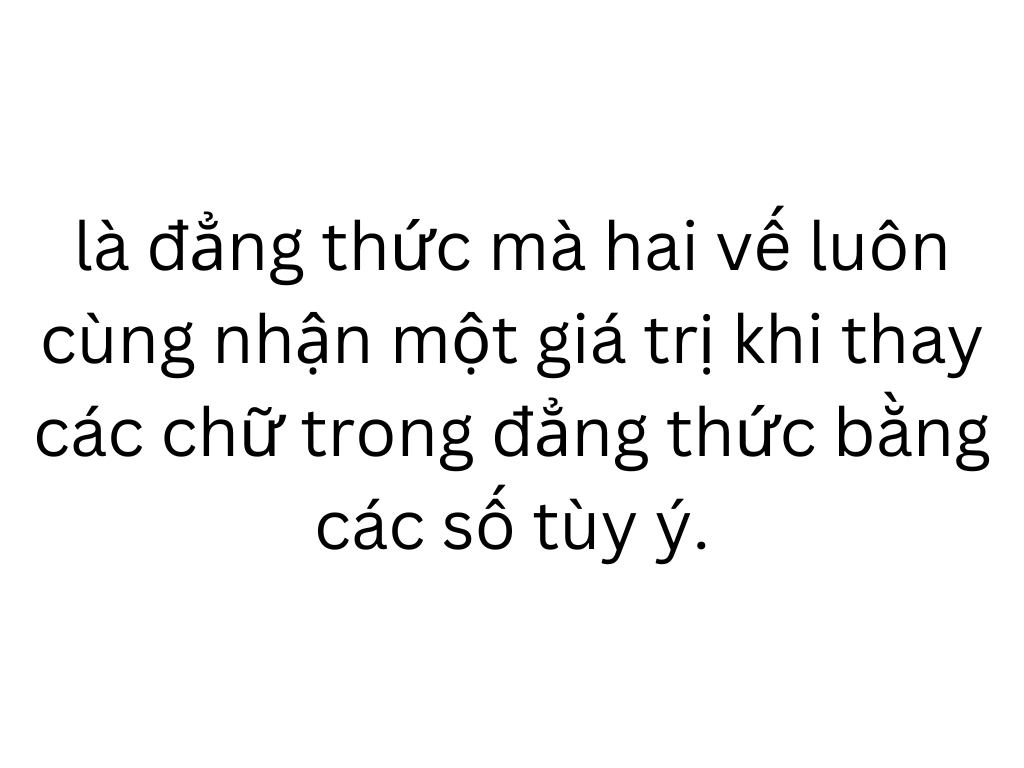 là đẳng thức mà hai vế luôn
cùng nhận một giá trị khi thay
các chữ trong đẳng thức bằng
các số tùy ý.